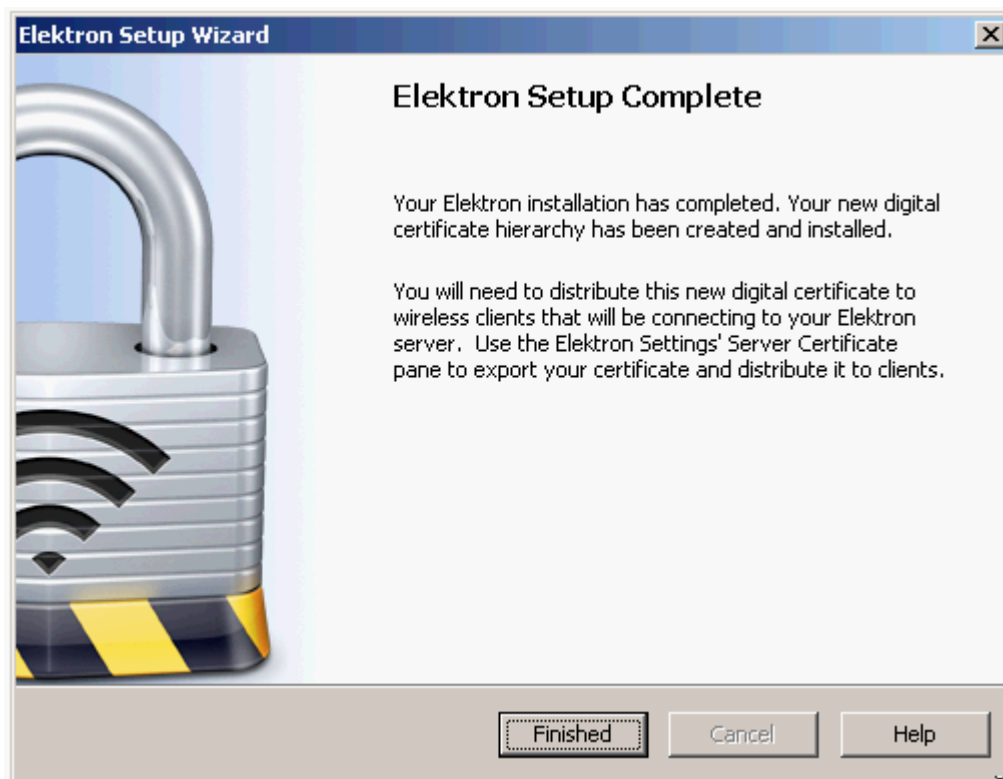 Elektron Setup Wizard
Elektron Setup Complete
Your Elektron installation has completed. Your new digital
certificate hierarchy has been created and installed.
You will need to distribute this new digital certificate to
wireless clients that will be connecting to your Elektron
server. Use the Elektron Settings' Server Certificate
pane to export your certificate and distribute it to clients.
Finished Cancel Help